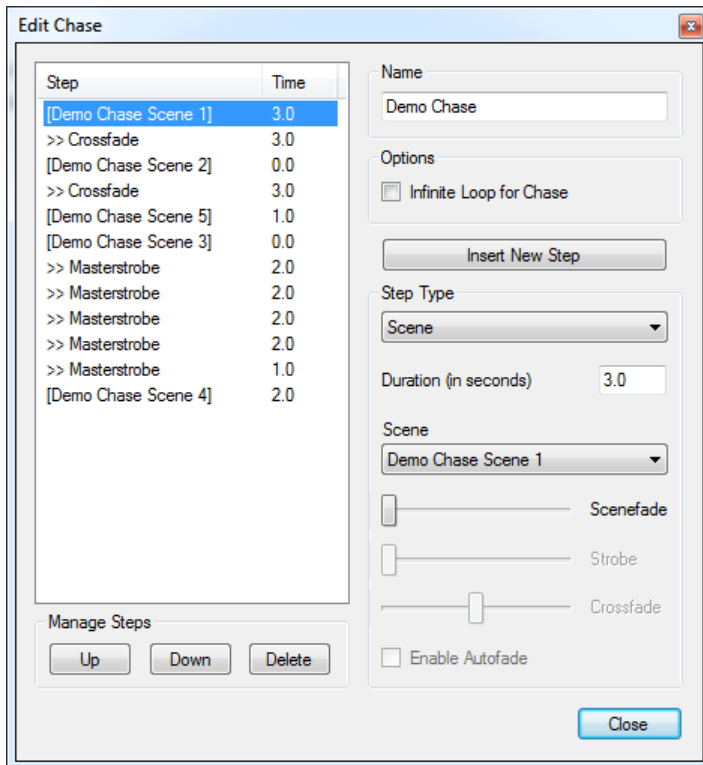 Edit Chase
Step Time
[Demo Chase Scene 1] 3.0
>> Crossfade 3.0
[Demo Chase Scene 2] 0.0
>> Crossfade 3.0
[Demo Chase Scene 5] 1.0
[Demo Chase Scene 3] 0.0
>> Masterstrobe 2.0
>> Masterstrobe 2.0
>> Masterstrobe 2.0
>> Masterstrobe 2.0
>> Masterstrobe 1.0
[Demo Chase Scene 4] 2.0
Manage Steps
Up Down Delete
Name
Demo Chase
Options
Infinite Loop for Chase
Insert New Step
Step Type
Scene
Duration (in seconds) 3.0
Scene
Demo Chase Scene 1
Scenefade
Strobe
Crossfade
Enable Autofade
Close